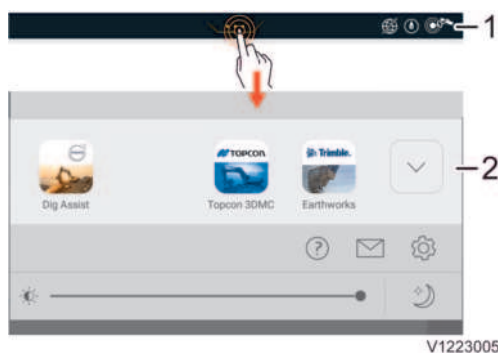 1
TOPCON
Trimble.
2
Dig Assist
Topcon 3DMC
Earthworks
?
V1223005